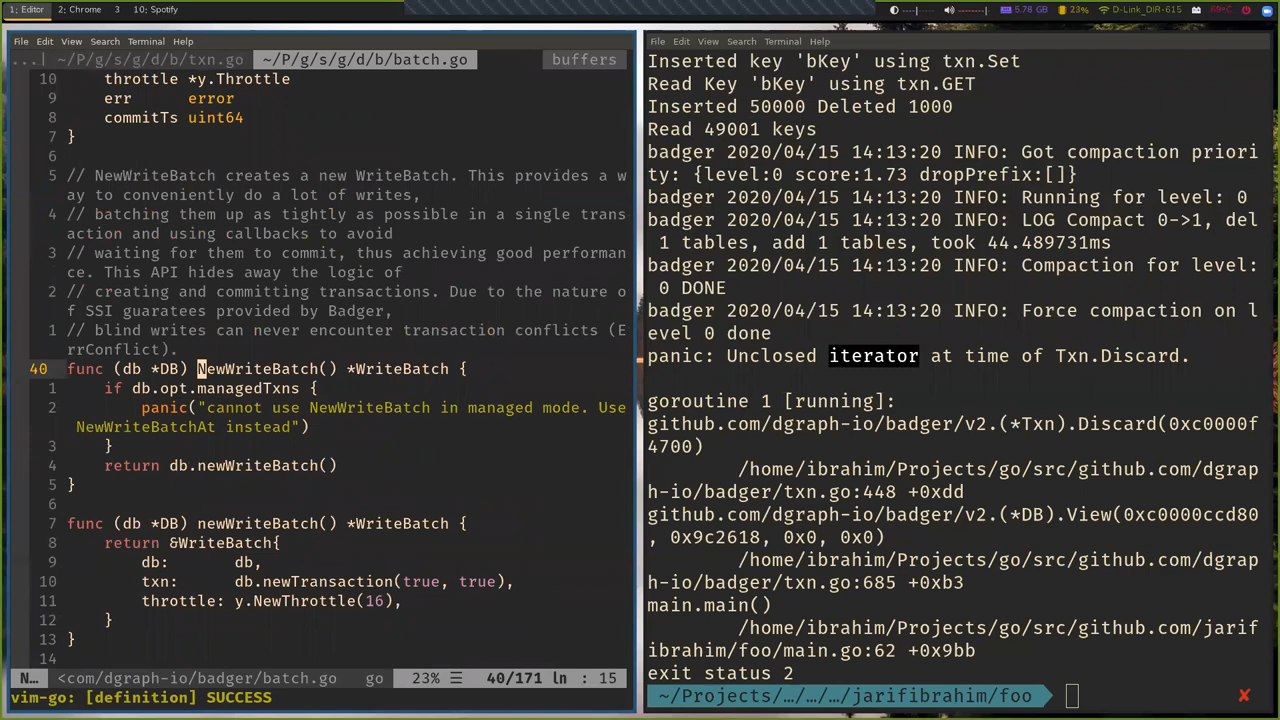 1: Editor 2: Chrome 3 10: Spotify 5.76 GB 23% D-Link_DIR-615
File Edit View Search Terminal Help
...| ~/P/g/s/g/d/b/txn.go ~/P/g/s/g/d/b/batch.go buffers
10 throttle *y.Throttle
9 err error
8 commitTs uint64
7 }
6
5 // NewWriteBatch creates a new WriteBatch. This provides a w
ay to conveniently do a lot of writes,
4 // batching them up as tightly as possible in a single trans
action and using callbacks to avoid
3 // waiting for them to commit, thus achieving good performan
ce. This API hides away the logic of
2 // creating and committing transactions. Due to the nature o
f SSI guaratees provided by Badger,
1 // blind writes can never encounter transaction conflicts (E
rrConflict).
40 func (db *DB) NewWriteBatch() *WriteBatch {
1 if db.opt.managedTxns {
2 panic("cannot use NewWriteBatch in managed mode. Use
NewWriteBatchAt instead")
3 }
4 return db.newWriteBatch()
5 }
6
7 func (db *DB) newWriteBatch() *WriteBatch {
8 return &WriteBatch{
9 db: db,
10 txn: db.newTransaction(true, true),
11 throttle: y.NewThrottle(16),
12 }
13 }
14
N… <com/dgraph-io/badger/batch.go go 23% ☰ 40/171 ln : 15
vim-go: [definition] SUCCESS
File Edit View Search Terminal Help
Inserted key 'bKey' using txn.Set
Read Key 'bKey' using txn.GET
Inserted 50000 Deleted 1000
Read 49001 keys
badger 2020/04/15 14:13:20 INFO: Got compaction priori
ty: {level:0 score:1.73 dropPrefix:[]}
badger 2020/04/15 14:13:20 INFO: Running for level: 0
badger 2020/04/15 14:13:20 INFO: LOG Compact 0->1, del
1 tables, add 1 tables, took 44.489731ms
badger 2020/04/15 14:13:20 INFO: Compaction for level:
0 DONE
badger 2020/04/15 14:13:20 INFO: Force compaction on l
evel 0 done
panic: Unclosed iterator at time of Txn.Discard.
goroutine 1 [running]:
github.com/dgraph-io/badger/v2.(*Txn).Discard(0xc0000f
4700)
/home/ibrahim/Projects/go/src/github.com/dgrap
h-io/badger/txn.go:448 +0xdd
github.com/dgraph-io/badger/v2.(*DB).View(0xc0000ccd80
, 0x9c2618, 0x0, 0x0)
/home/ibrahim/Projects/go/src/github.com/dgrap
h-io/badger/txn.go:685 +0xb3
main.main()
/home/ibrahim/Projects/go/src/github.com/jarif
ibrahim/foo/main.go:62 +0x9bb
exit status 2
~/Projects/…/…/…/jarifibrahim/foo ✘